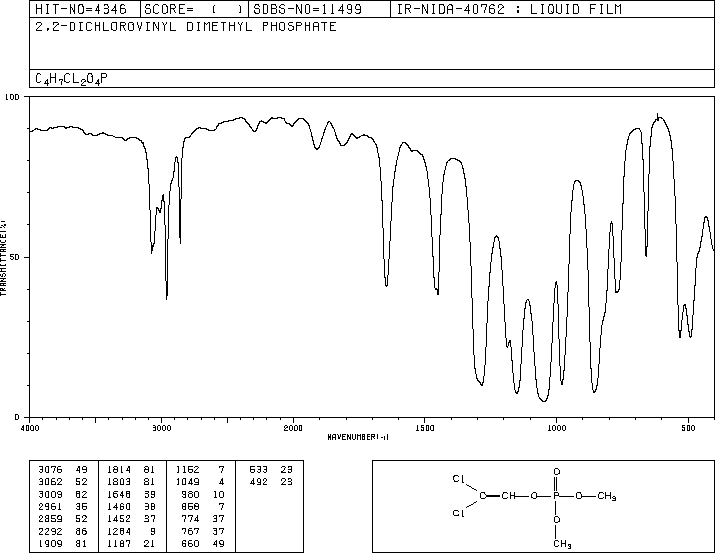 HIT-NO=4346 SCORE= ( ) SDBS-NO=11499 IR-NIDA-40762 : LIQUID FILM
2,2-DICHLOROVINYL DIMETHYL PHOSPHATE
C4H7CL2O4P
100
50
0
TRANSMITTANCE(%)
4000 3000 2000 1500 1000 500
WAVENUMBER(-1)
3076 49 1814 81 1162 7 533 23
3062 52 1803 81 1049 4 492 23
3009 62 1648 39 980 10
2961 35 1460 38 858 7
2859 52 1452 37 774 37
2292 86 1284 9 767 37
1909 81 1187 21 660 49
Cl
Cl
C CH O P O CH3
O
O
CH3